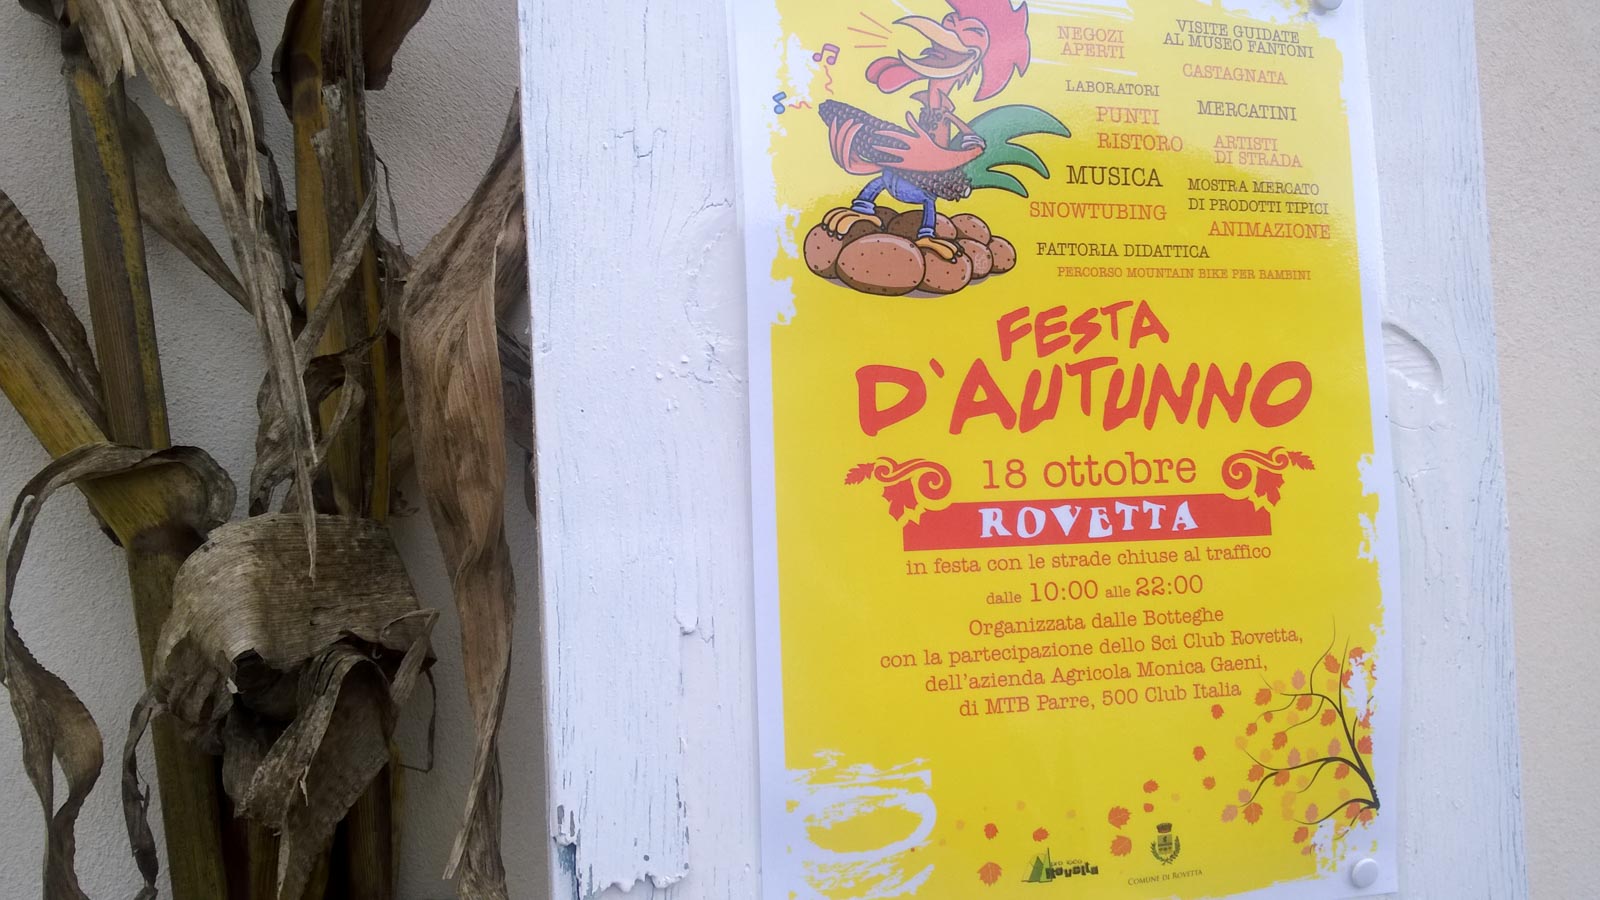 NEGOZI
APERTI
VISITE GUIDATE
AL MUSEO FANTONI
CASTAGNATA
LABORATORI
MERCATINI
PUNTI
RISTORO
ARTISTI
DI STRADA
MUSICA
MOSTRA MERCATO
DI PRODOTTI TIPICI
SNOWTUBING
ANIMAZIONE
FATTORIA DIDATTICA
PERCORSO MOUNTAIN BIKE PER BAMBINI
FESTA
D'AUTUNNO
18 ottobre
ROVETTA
in festa con le strade chiuse al traffico
dalle 10:00 alle 22:00
Organizzata dalle Botteghe
con la partecipazione dello Sci Club Rovetta,
dell'azienda Agricola Monica Gaeni,
di MTB Parre, 500 Club Italia
pro loco
Rovetta
COMUNE DI ROVETTA